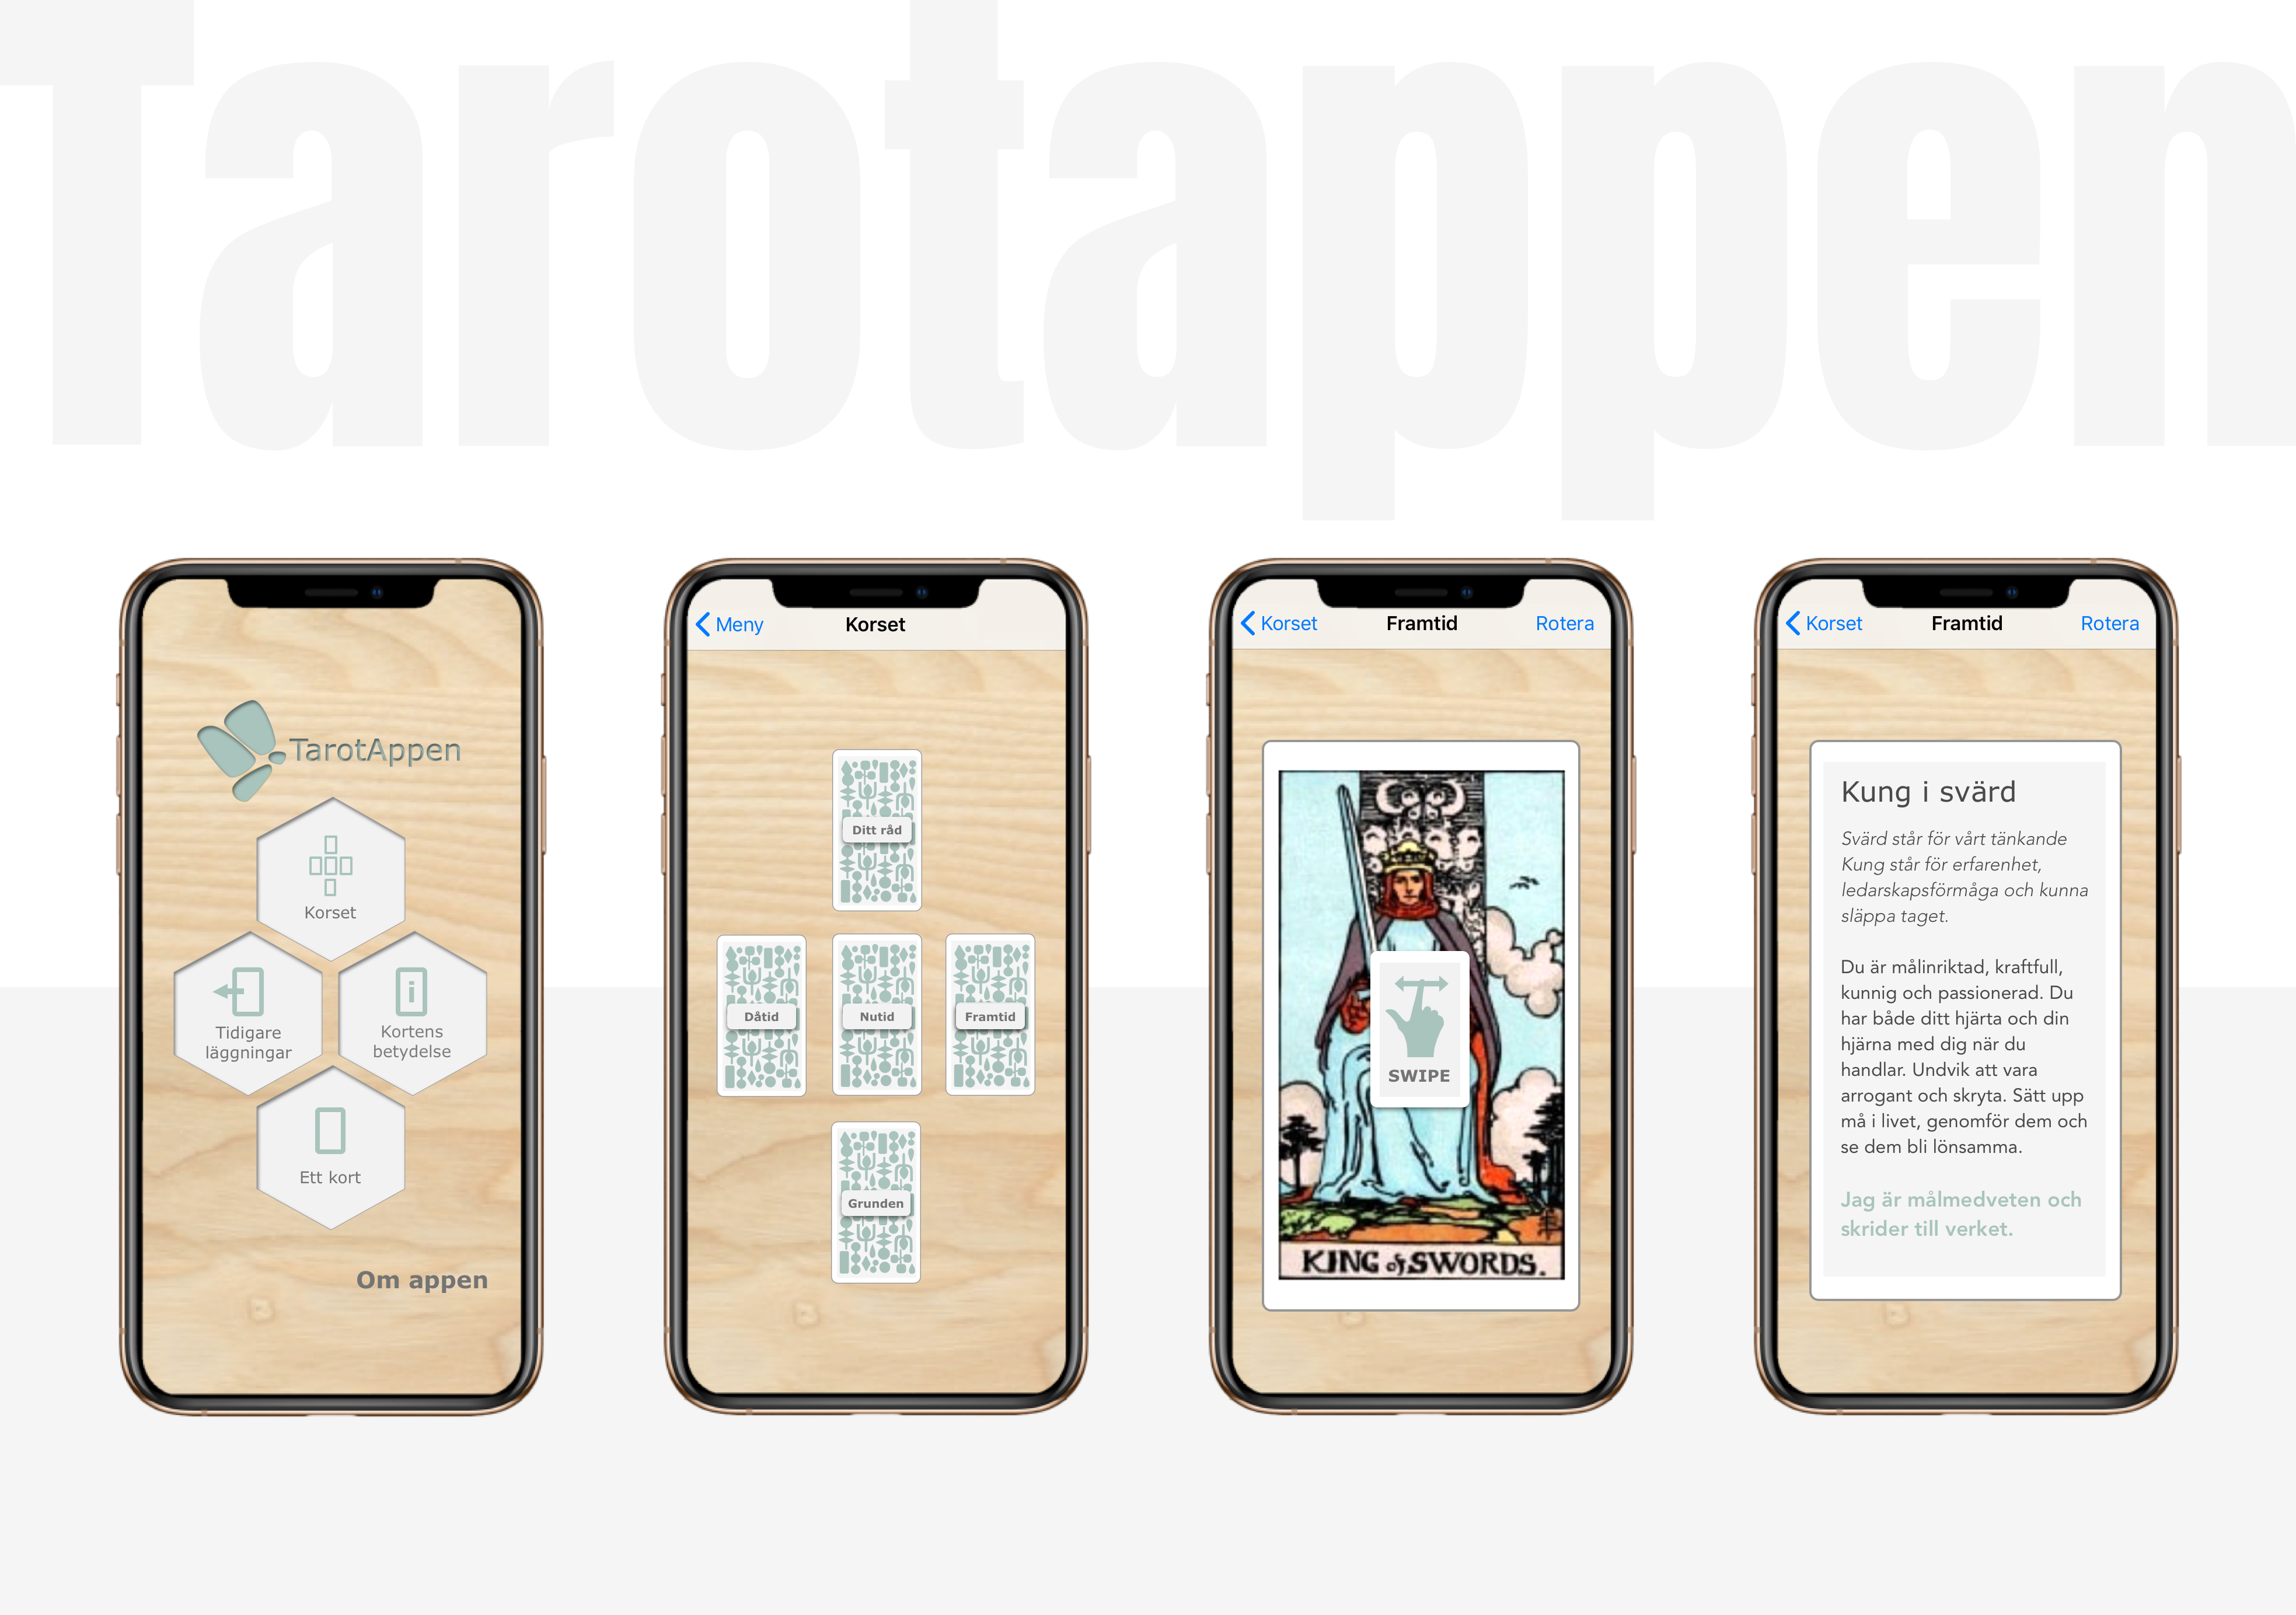 Tarotappen
TarotAppen
Korset
Tidigare
läggningar
Kortens
betydelse
Ett kort
Om appen
Meny
Korset
Ditt råd
Dåtid
Nutid
Framtid
Grunden
Korset
Framtid
Rotera
SWIPE
KING of SWORDS.
Korset
Framtid
Rotera
Kung i svärd
Svärd står för vårt tänkande
Kung står för erfarenhet,
ledarskapsförmåga och kunna
släppa taget.
Du är målinriktad, kraftfull,
kunnig och passionerad. Du
har både ditt hjärta och din
hjärna med dig när du
handlar. Undvik att vara
arrogant och skryta. Sätt upp
må i livet, genomför dem och
se dem bli lönsamma.
Jag är målmedveten och
skrider till verket.